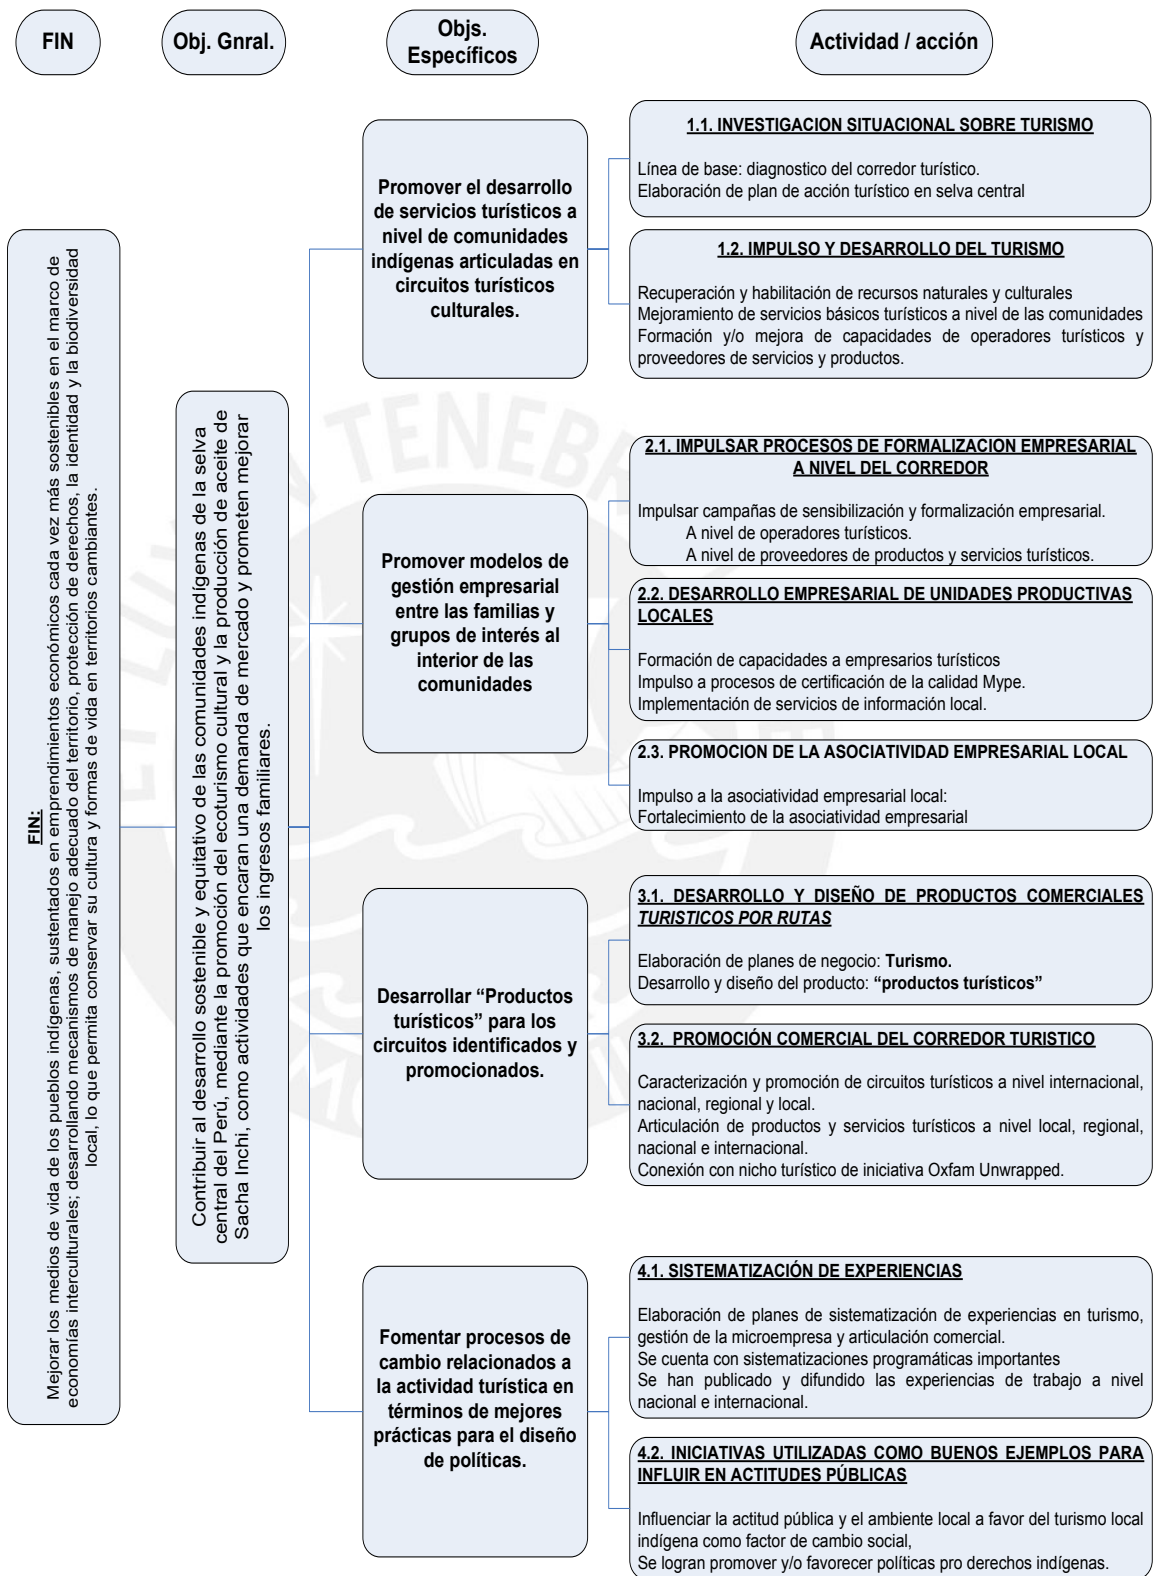 FIN
Obj. Gnral.
Objs.
Específicos
Actividad / acción
FIN:
Mejorar los medios de vida de los pueblos indígenas, sustentados en emprendimientos económicos cada vez más sostenibles en el marco de
economías interculturales; desarrollando mecanismos de manejo adecuado del territorio, protección de derechos, la identidad y la biodiversidad
local, lo que permita conservar su cultura y formas de vida en territorios cambiantes.
Contribuir al desarrollo sostenible y equitativo de las comunidades indígenas de la selva
central del Perú, mediante la promoción del ecoturismo cultural y la producción de aceite de
Sacha Inchi, como actividades que encaran una demanda de mercado y prometen mejorar
los ingresos familiares.
Promover el desarrollo
de servicios turísticos a
nivel de comunidades
indígenas articuladas en
circuitos turísticos
culturales.
1.1. INVESTIGACION SITUACIONAL SOBRE TURISMO
Línea de base: diagnostico del corredor turístico.
Elaboración de plan de acción turístico en selva central
1.2. IMPULSO Y DESARROLLO DEL TURISMO
Recuperación y habilitación de recursos naturales y culturales
Mejoramiento de servicios básicos turísticos a nivel de las comunidades
Formación y/o mejora de capacidades de operadores turísticos y
proveedores de servicios y productos.
Promover modelos de
gestión empresarial
entre las familias y
grupos de interés al
interior de las
comunidades
2.1. IMPULSAR PROCESOS DE FORMALIZACION EMPRESARIAL
A NIVEL DEL CORREDOR
Impulsar campañas de sensibilización y formalización empresarial.
A nivel de operadores turísticos.
A nivel de proveedores de productos y servicios turísticos.
2.2. DESARROLLO EMPRESARIAL DE UNIDADES PRODUCTIVAS
LOCALES
Formación de capacidades a empresarios turísticos
Impulso a procesos de certificación de la calidad Mype.
Implementación de servicios de información local.
2.3. PROMOCION DE LA ASOCIATIVIDAD EMPRESARIAL LOCAL
Impulso a la asociatividad empresarial local:
Fortalecimiento de la asociatividad empresarial
Desarrollar “Productos
turísticos” para los
circuitos identificados y
promocionados.
3.1. DESARROLLO Y DISEÑO DE PRODUCTOS COMERCIALES
TURISTICOS POR RUTAS
Elaboración de planes de negocio: Turismo.
Desarrollo y diseño del producto: “productos turísticos”
3.2. PROMOCIÓN COMERCIAL DEL CORREDOR TURISTICO
Caracterización y promoción de circuitos turísticos a nivel internacional,
nacional, regional y local.
Articulación de productos y servicios turísticos a nivel local, regional,
nacional e internacional.
Conexión con nicho turístico de iniciativa Oxfam Unwrapped.
Fomentar procesos de
cambio relacionados a
la actividad turística en
términos de mejores
prácticas para el diseño
de políticas.
4.1. SISTEMATIZACIÓN DE EXPERIENCIAS
Elaboración de planes de sistematización de experiencias en turismo,
gestión de la microempresa y articulación comercial.
Se cuenta con sistematizaciones programáticas importantes
Se han publicado y difundido las experiencias de trabajo a nivel
nacional e internacional.
4.2. INICIATIVAS UTILIZADAS COMO BUENOS EJEMPLOS PARA
INFLUIR EN ACTITUDES PÚBLICAS
Influenciar la actitud pública y el ambiente local a favor del turismo local
indígena como factor de cambio social,
Se logran promover y/o favorecer políticas pro derechos indígenas.